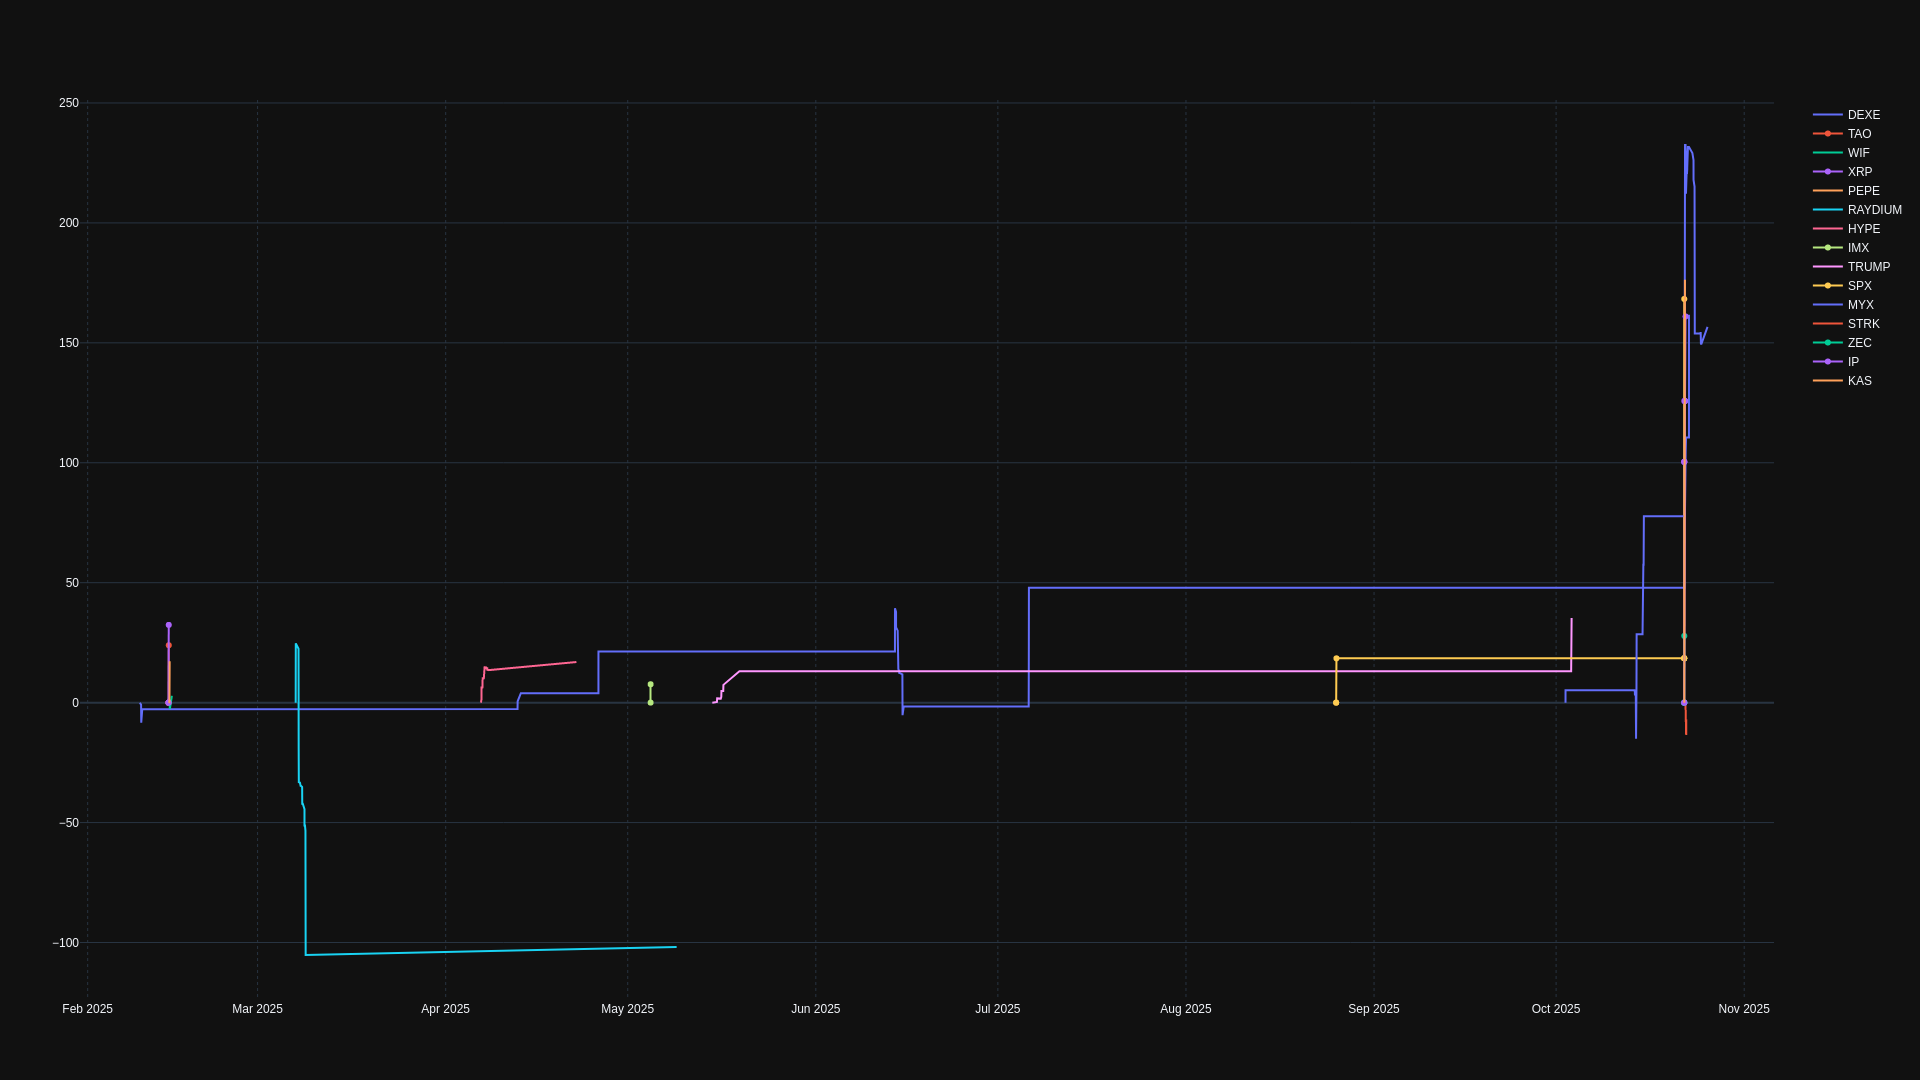 250
200
150
100
50
0
−50
−100
Feb 2025
Mar 2025
Apr 2025
May 2025
Jun 2025
Jul 2025
Aug 2025
Sep 2025
Oct 2025
Nov 2025
DEXE
TAO
WIF
XRP
PEPE
RAYDIUM
HYPE
IMX
TRUMP
SPX
MYX
STRK
ZEC
IP
KAS